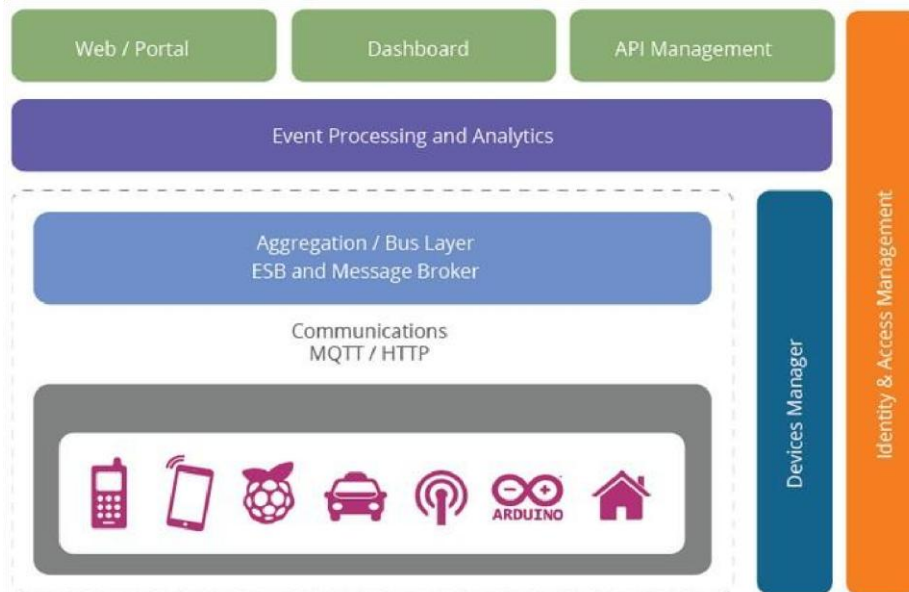 Web / Portal
Dashboard
API Management
Event Processing and Analytics
Aggregation / Bus Layer
ESB and Message Broker
Communications
MQTT / HTTP
ARDUINO
Devices Manager
Identity & Access Management